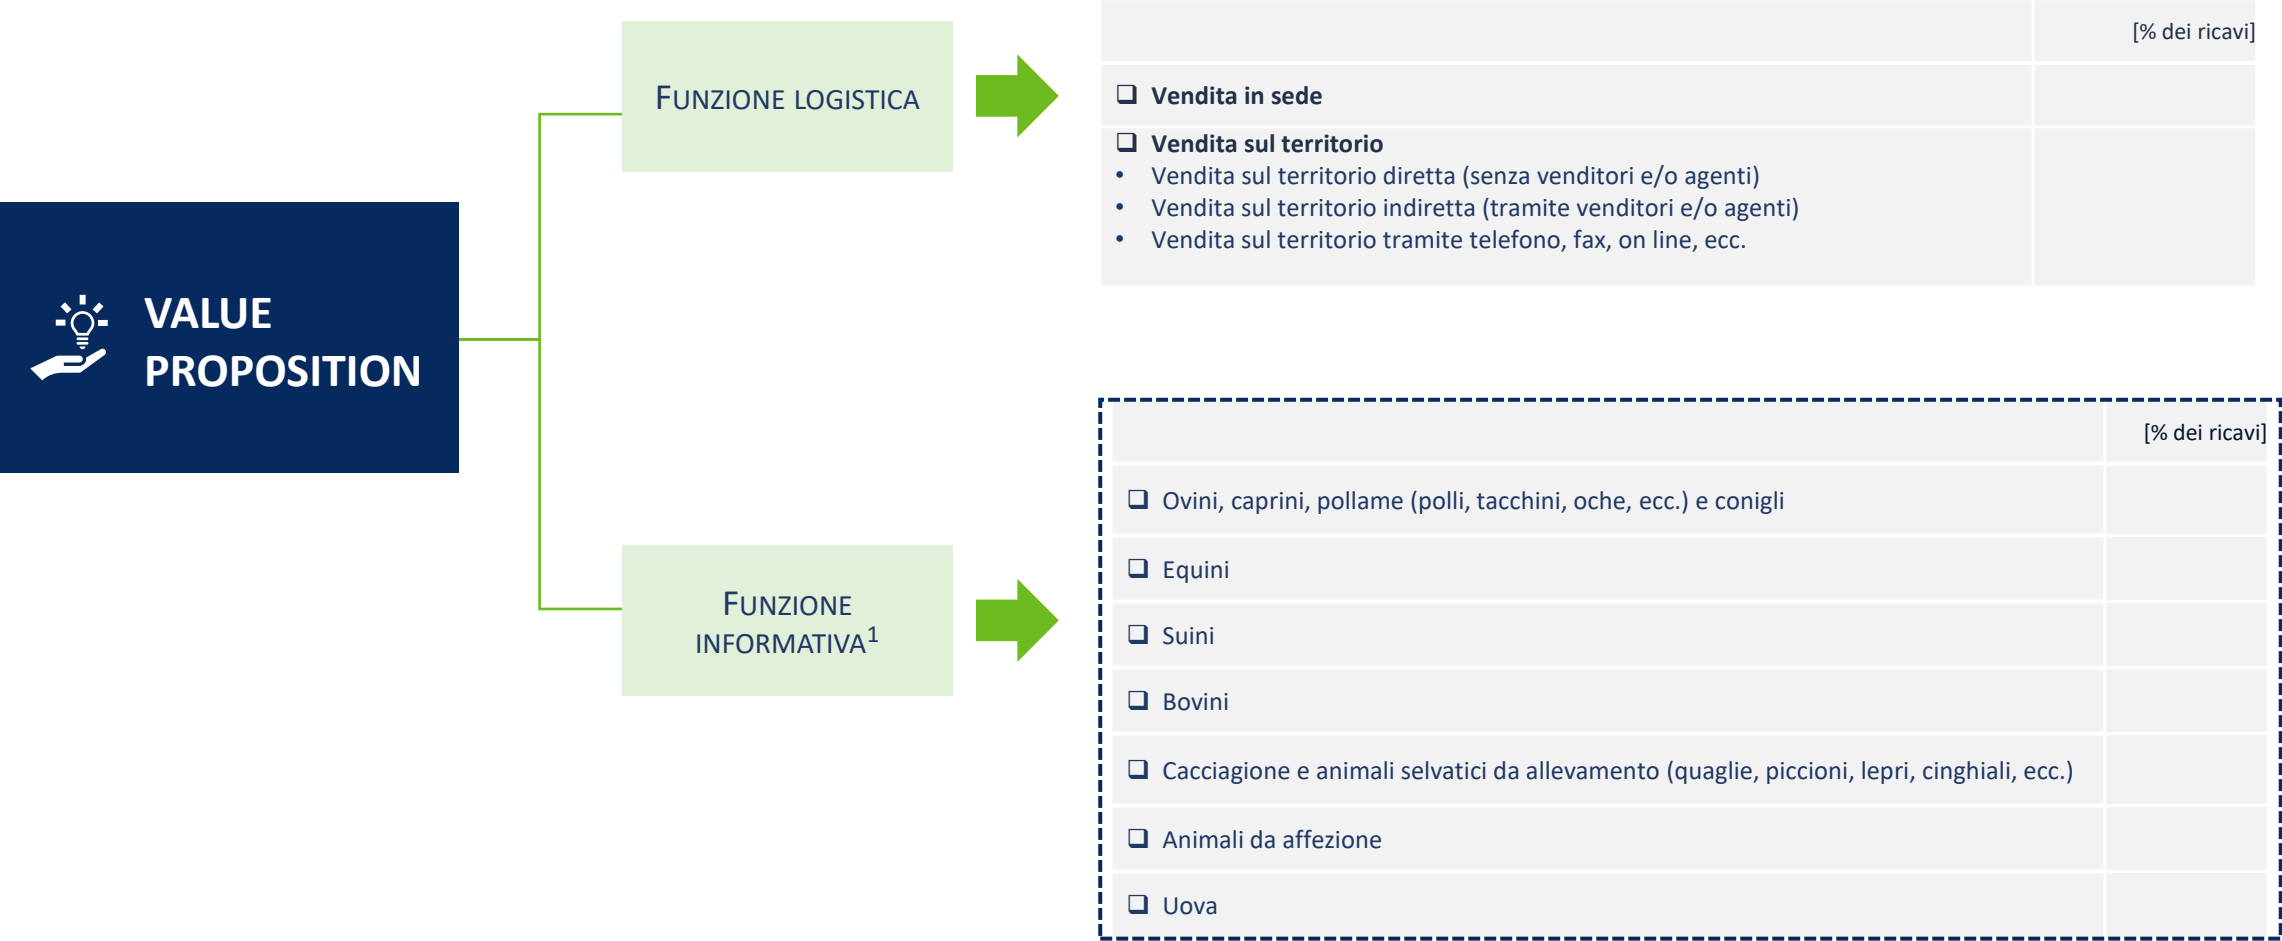 VALUE
PROPOSITION
FUNZIONE LOGISTICA
[% dei ricavi]
❑ Vendita in sede
❑ Vendita sul territorio
• Vendita sul territorio diretta (senza venditori e/o agenti)
• Vendita sul territorio indiretta (tramite venditori e/o agenti)
• Vendita sul territorio tramite telefono, fax, on line, ecc.
FUNZIONE
INFORMATIVA¹
[% dei ricavi]
❑ Ovini, caprini, pollame (polli, tacchini, oche, ecc.) e conigli
❑ Equini
❑ Suini
❑ Bovini
❑ Cacciagione e animali selvatici da allevamento (quaglie, piccioni, lepri, cinghiali, ecc.)
❑ Animali da affezione
❑ Uova